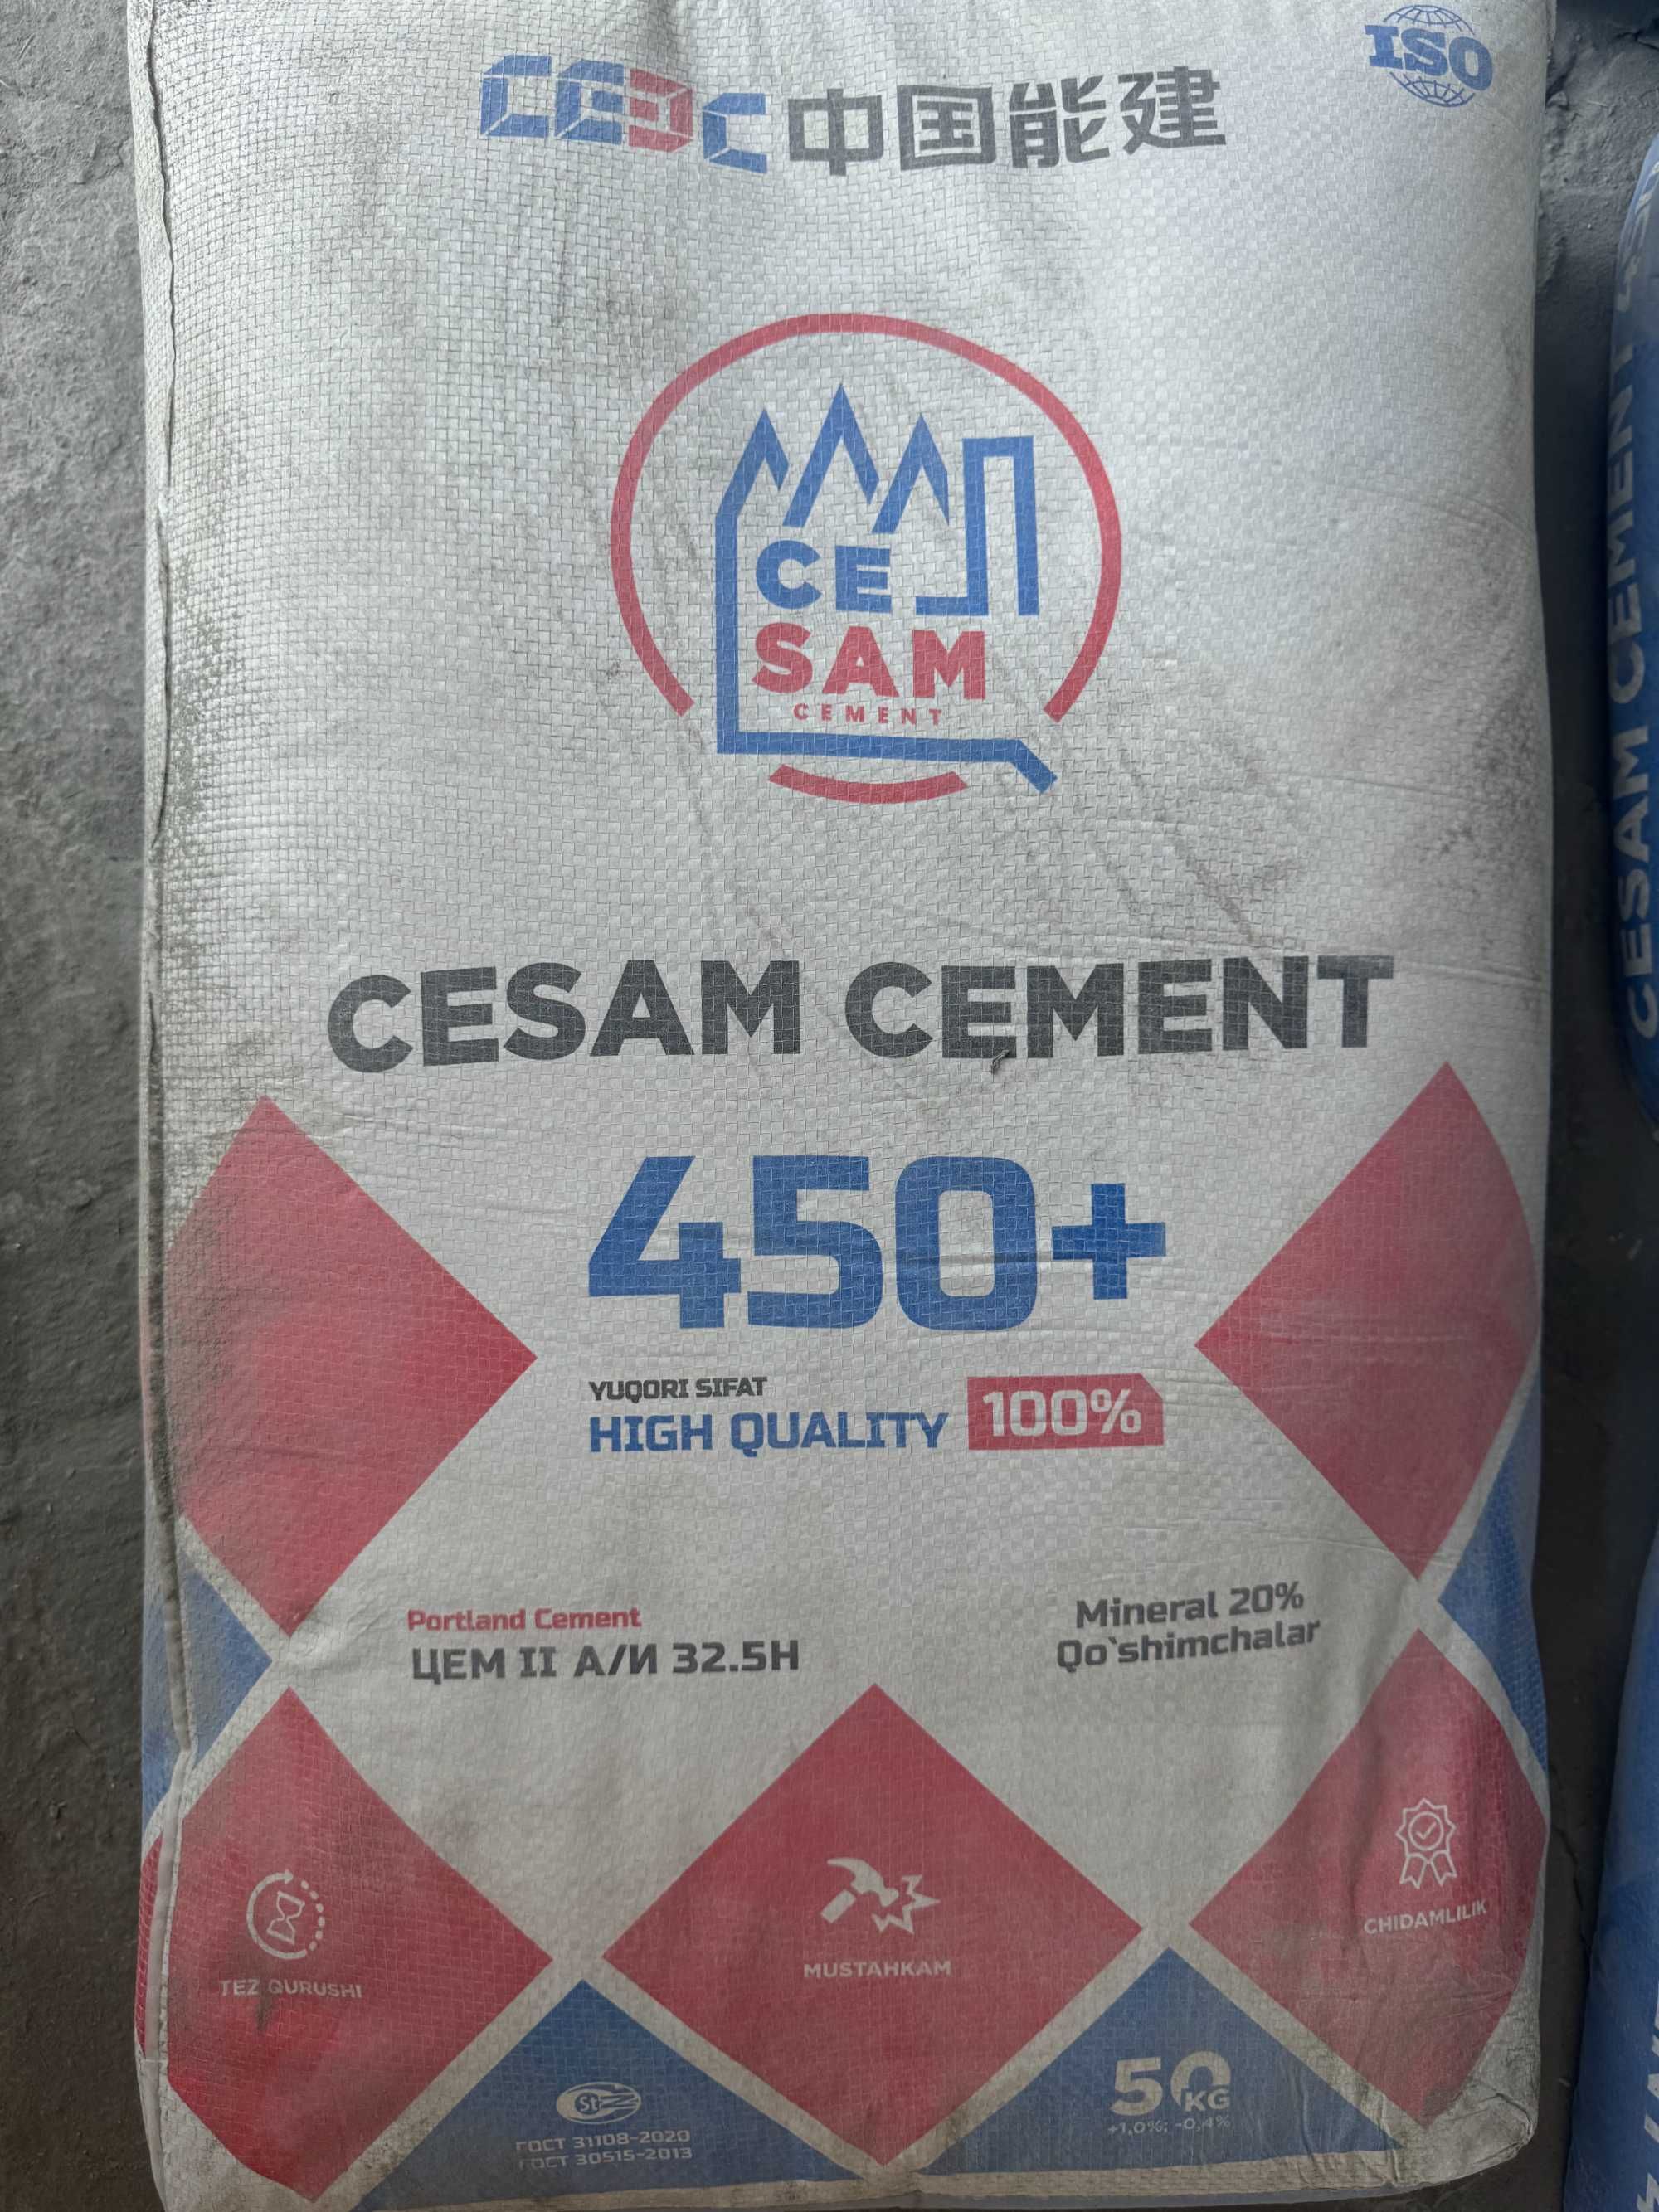 CEEC 中国能建
ISO
CE
SAM
CEMENT
CESAM CEMENT
450+
YUQORI SIFAT
HIGH QUALITY 100%
Portland Cement
ЦЕМ II А/И 32.5Н
Mineral 20%
Qo`shimchalar
TEZ QURUSHI
MUSTAHKAM
CHIDAMLILIK
St
ГОСТ 31108-2020
ГОСТ 30515-2013
50 KG
+1,0%; -0,4%
CESAM CEMENT